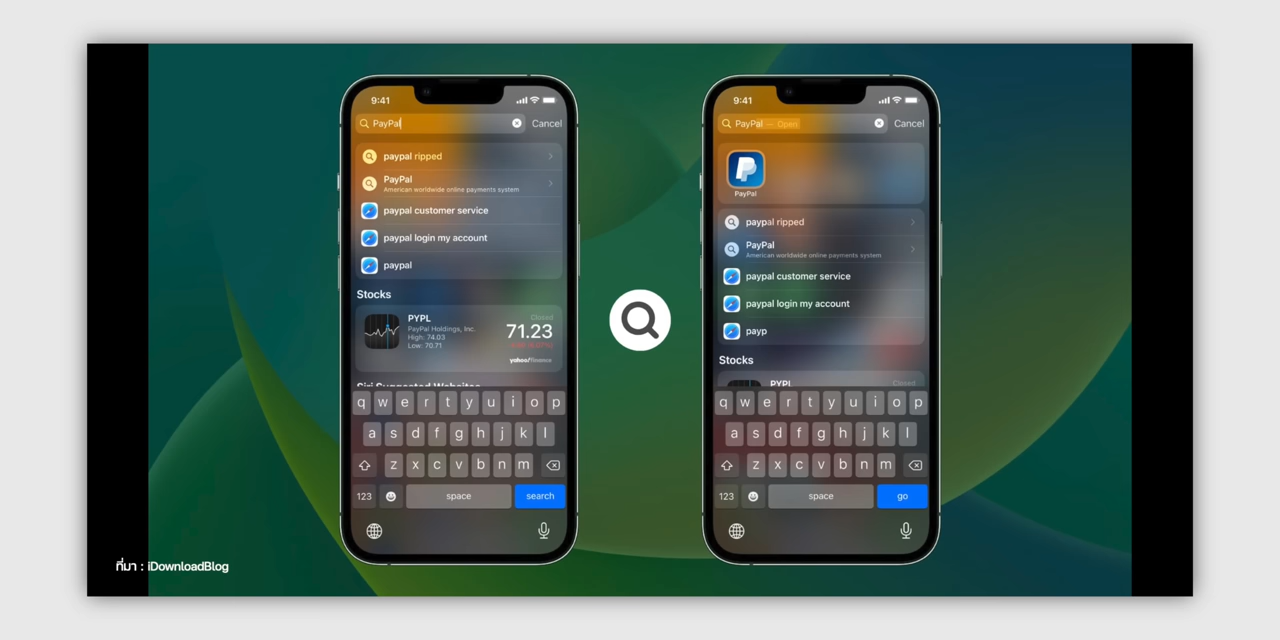 9:41
PayPal
Cancel
paypal ripped
PayPal
American worldwide online payments system
paypal customer service
paypal login my account
paypal
Stocks
PYPL
Closed
PayPal Holdings, Inc.
71.23
High: 74.03
Low: 70.71
yahoo!finance
Siri Suggested Websites
q w e r t y u i o p
a s d f g h j k l
z x c v b n m
123
space
search
9:41
PayPal — Open
Cancel
PayPal
paypal ripped
PayPal
American worldwide online payments system
paypal customer service
paypal login my account
payp
Stocks
PYPL
Closed
q w e r t y u i o p
a s d f g h j k l
z x c v b n m
123
space
go
ที่มา : iDownloadBlog